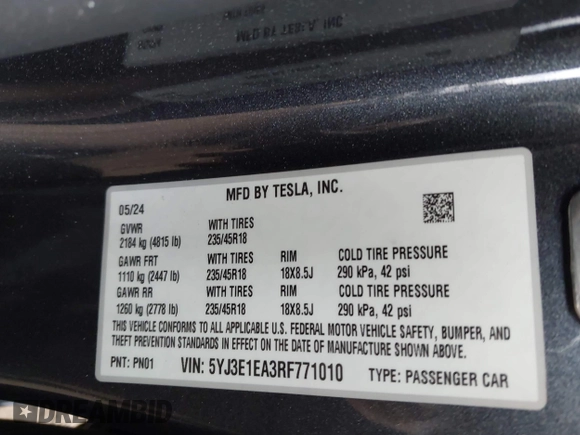 MFD BY TESLA, INC.
05/24
GVWR WITH TIRES
2184 kg (4815 lb) 235/45R18
GAWR FRT WITH TIRES RIM COLD TIRE PRESSURE
1110 kg (2447 lb) 235/45R18 18X8.5J 290 kPa, 42 psi
GAWR RR WITH TIRES RIM COLD TIRE PRESSURE
1260 kg (2778 lb) 235/45R18 18X8.5J 290 kPa, 42 psi
THIS VEHICLE CONFORMS TO ALL APPLICABLE U.S. FEDERAL MOTOR VEHICLE SAFETY, BUMPER, AND
THEFT PREVENTION STANDARDS IN EFFECT ON THE DATE OF MANUFACTURE SHOWN ABOVE.
PNT: PN01 VIN: 5YJ3E1EA3RF771010 TYPE: PASSENGER CAR
DREAMBID